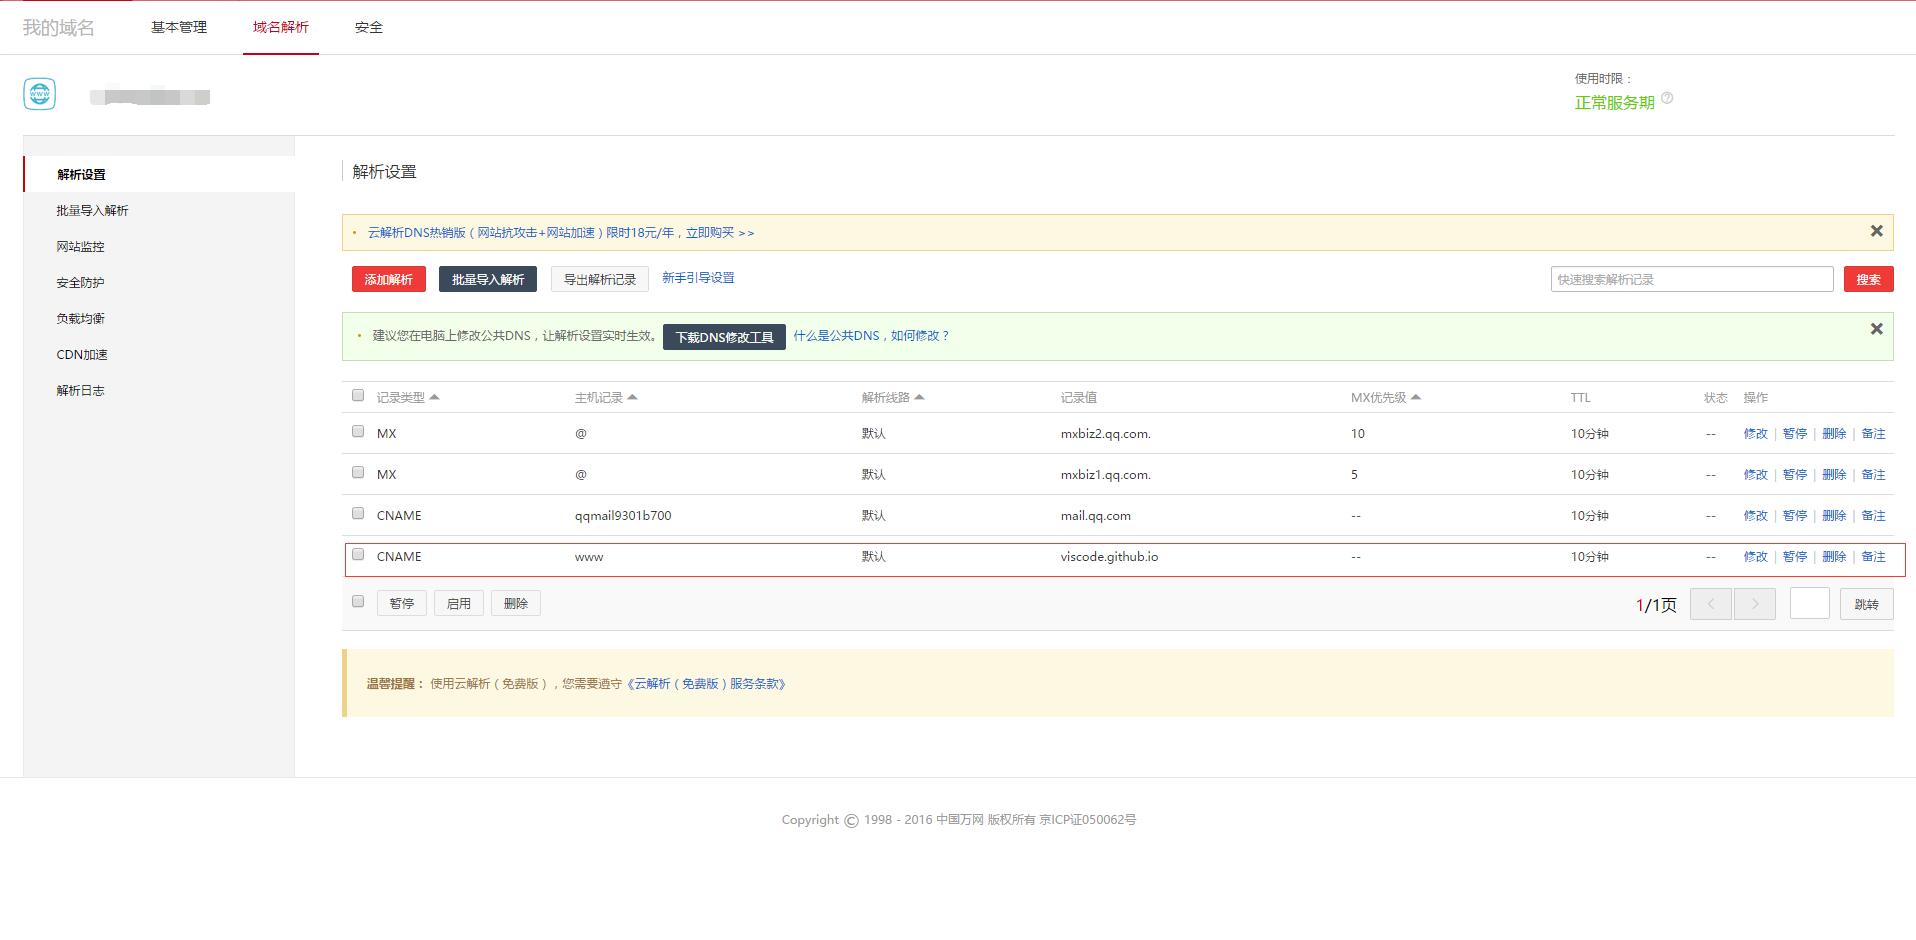 我的域名 基本管理 域名解析 安全
www
使用时限：
正常服务期 ?
解析设置
批量导入解析
网站监控
安全防护
负载均衡
CDN加速
解析日志
解析设置
云解析DNS热销版（网站抗攻击+网站加速）限时18元/年，立即购买 >>
添加解析 批量导入解析 导出解析记录 新手引导设置 快速搜索解析记录 搜索
建议您在电脑上修改公共DNS，让解析设置实时生效。 下载DNS修改工具 什么是公共DNS，如何修改？
记录类型 主机记录 解析线路 记录值 MX优先级 TTL 状态 操作
MX @ 默认 mxbiz2.qq.com. 10 10分钟 -- 修改 | 暂停 | 删除 | 备注
MX @ 默认 mxbiz1.qq.com. 5 10分钟 -- 修改 | 暂停 | 删除 | 备注
CNAME qqmail9301b700 默认 mail.qq.com -- 10分钟 -- 修改 | 暂停 | 删除 | 备注
CNAME www 默认 viscode.github.io -- 10分钟 -- 修改 | 暂停 | 删除 | 备注
暂停 启用 删除 1/1页 < > 跳转
温馨提醒： 使用云解析（免费版），您需要遵守《云解析（免费版）服务条款》
Copyright © 1998 - 2016 中国万网 版权所有 京ICP证050062号